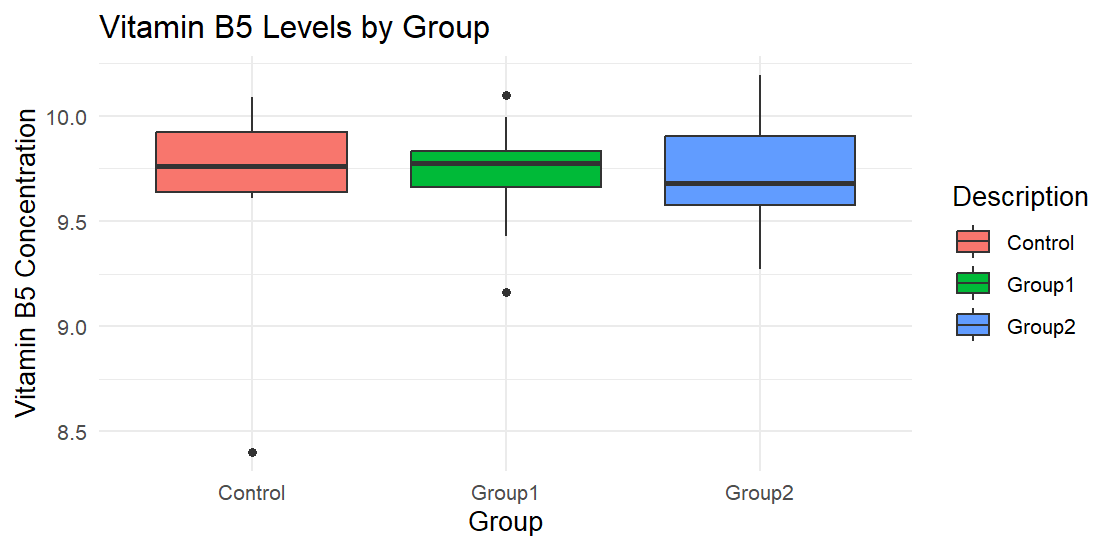 Vitamin B5 Levels by Group
Vitamin B5 Concentration
10.0
9.5
9.0
8.5
Control
Group1
Group2
Group
Description
Control
Group1
Group2